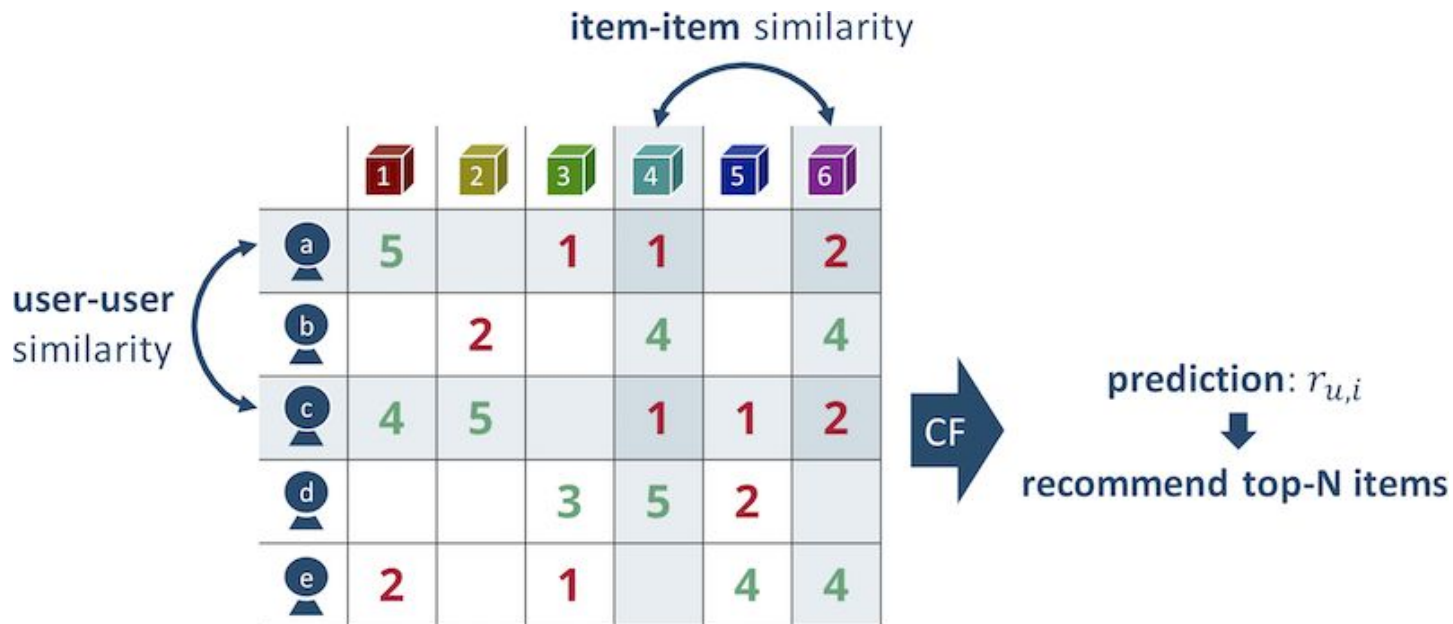 item-item similarity
1 2 3 4 5 6
a 5 1 1 2
user-user
similarity
b 2 4 4
c 4 5 1 1 2
CF
prediction: r_{u,i}
recommend top-N items
d 3 5 2
e 2 1 4 4